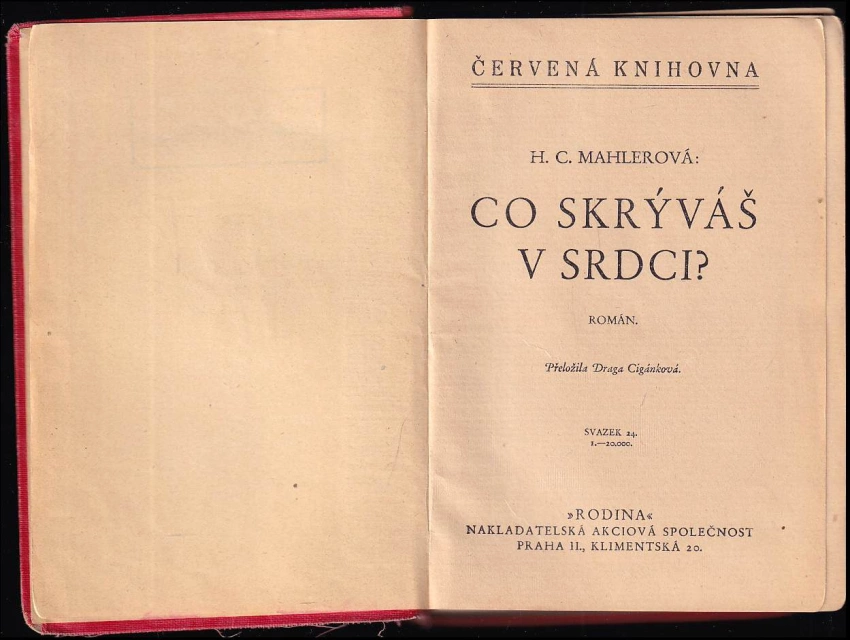 ČERVENÁ KNIHOVNA
H. C. MAHLEROVÁ:
CO SKRÝVÁŠ
V SRDCI?
ROMÁN.
Přeložila Draga Cigánková.
SVAZEK 24.
1.—20.000.
»RODINA«
NAKLADATELSKÁ AKCIOVÁ SPOLEČNOST
PRAHA II., KLIMENTSKÁ 20.